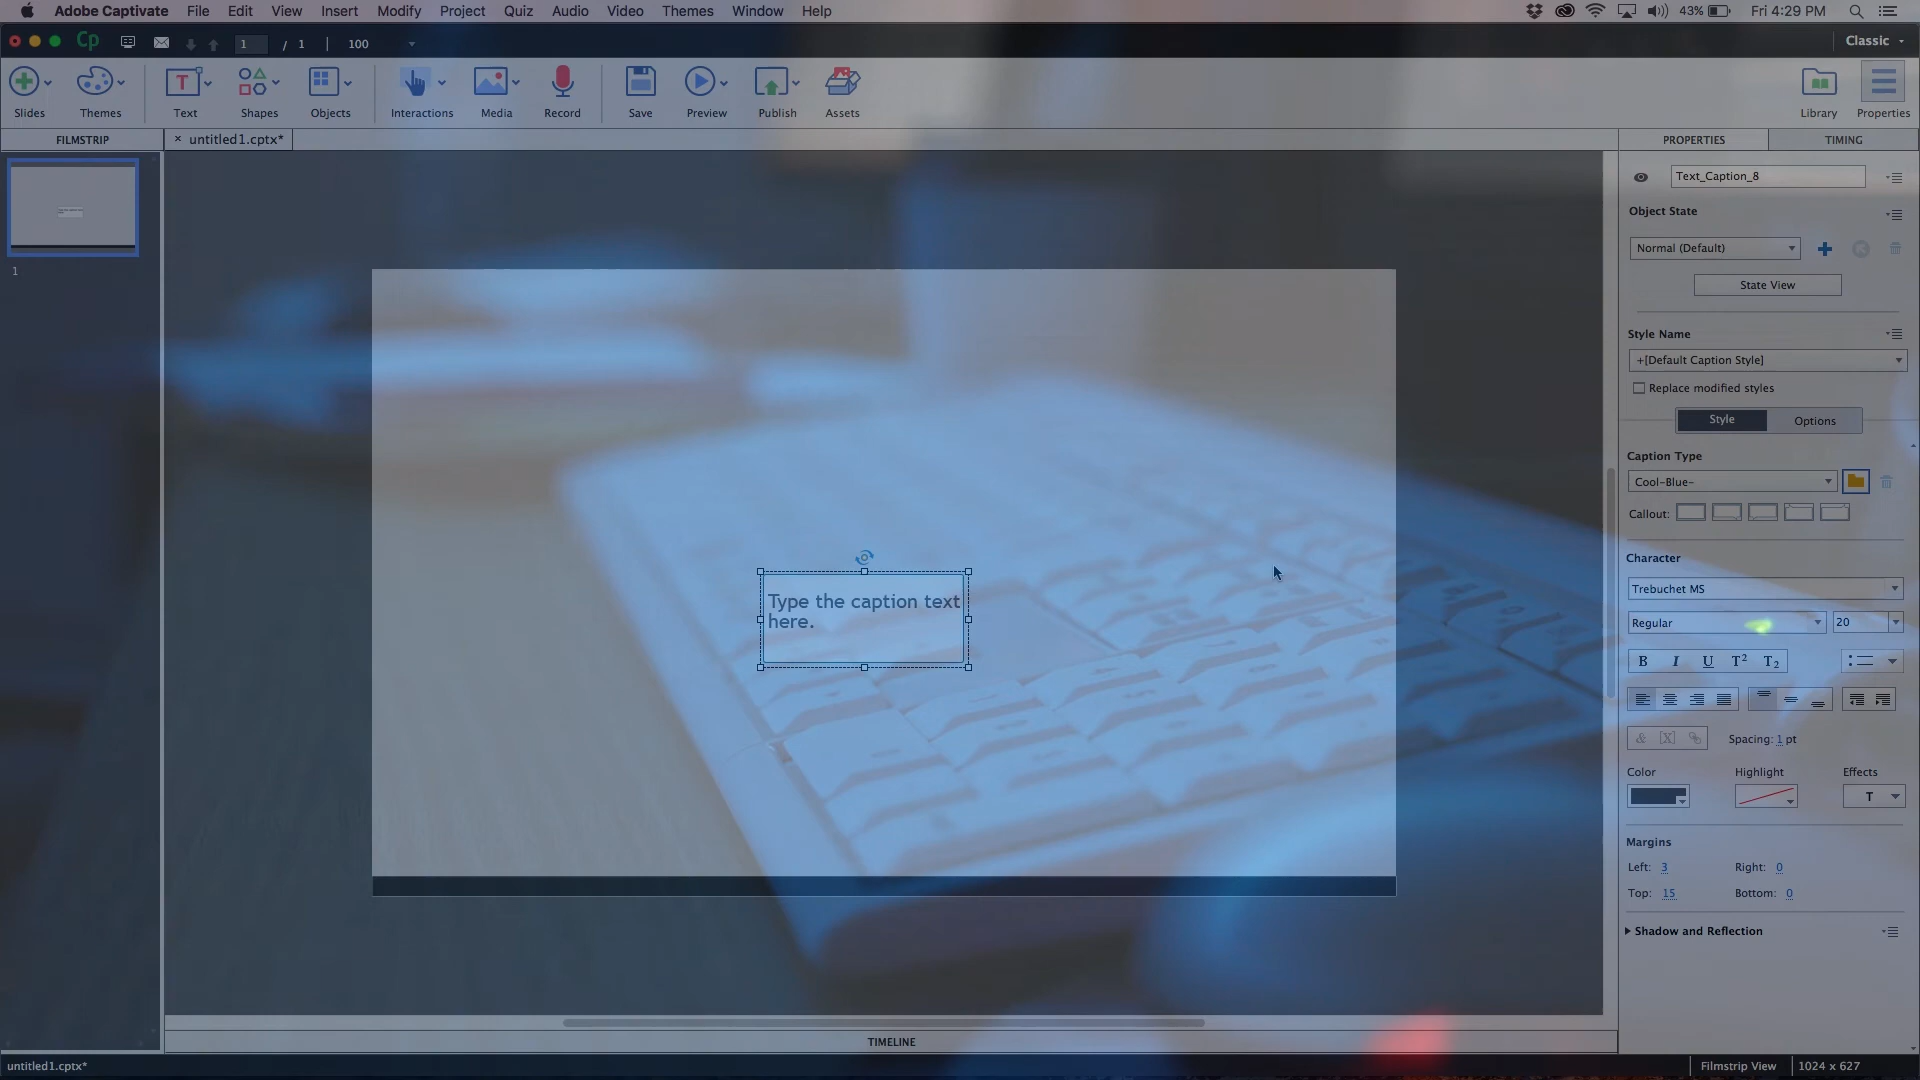 Adobe Captivate File Edit View Insert Modify Project Quiz Audio Video Themes Window Help 43% Fri 4:29 PM
Cp 1 / 1 100 Classic
Slides Themes Text Shapes Objects Interactions Media Record Save Preview Publish Assets Library Properties
FILMSTRIP × untitled1.cptx* PROPERTIES TIMING
Text_Caption_8
Object State
Normal (Default)
State View
1
Style Name
+[Default Caption Style]
Replace modified styles
Style Options
Caption Type
Cool-Blue-
Callout:
Character
Trebuchet MS
Regular 20
Type the caption text
here.
B I U T² T₂
Spacing: 1 pt
Color Highlight Effects
T
Margins
Left: 3 Right: 0
Top: 15 Bottom: 0
Shadow and Reflection
TIMELINE
untitled1.cptx* Filmstrip View 1024 x 627